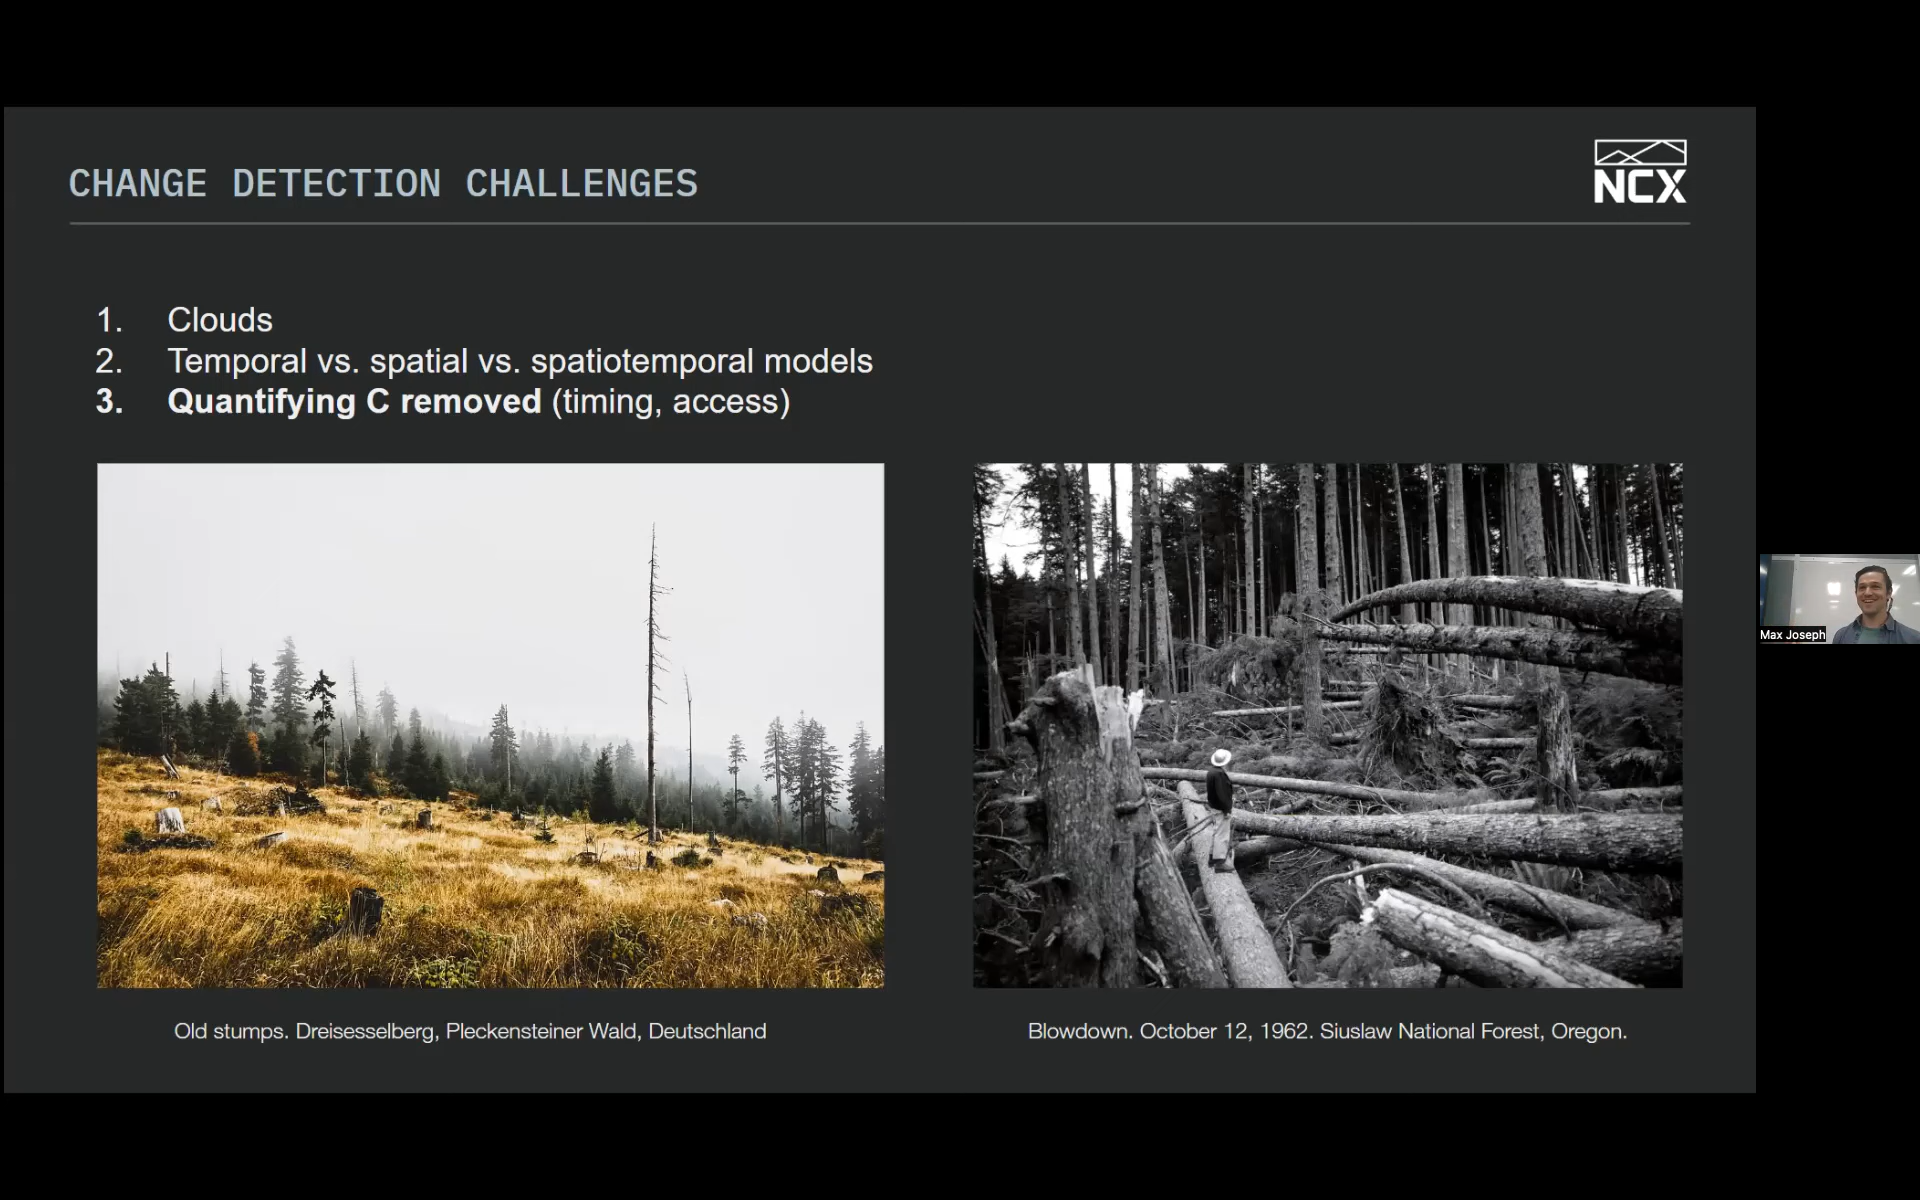 CHANGE DETECTION CHALLENGES
NCX
1. Clouds
2. Temporal vs. spatial vs. spatiotemporal models
3. Quantifying C removed (timing, access)
Max Joseph
Old stumps. Dreisesselberg, Pleckensteiner Wald, Deutschland
Blowdown. October 12, 1962. Siuslaw National Forest, Oregon.